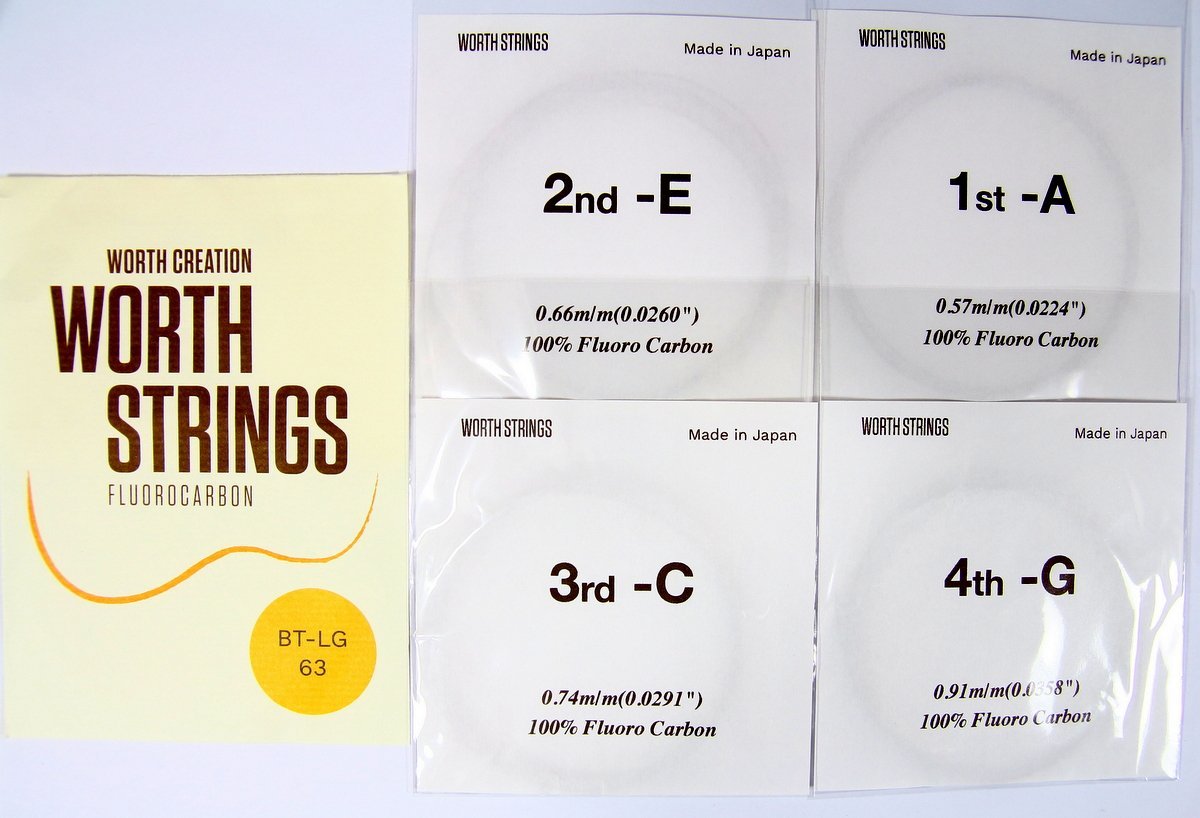 WORTH CREATION
WORTH
STRINGS
FLUOROCARBON
BT-LG
63
WORTH STRINGS
Made in Japan
2nd -E
0.66m/m(0.0260")
100% Fluoro Carbon
WORTH STRINGS
Made in Japan
1st -A
0.57m/m(0.0224")
100% Fluoro Carbon
WORTH STRINGS
Made in Japan
3rd -C
0.74m/m(0.0291")
100% Fluoro Carbon
WORTH STRINGS
Made in Japan
4th -G
0.91m/m(0.0358")
100% Fluoro Carbon